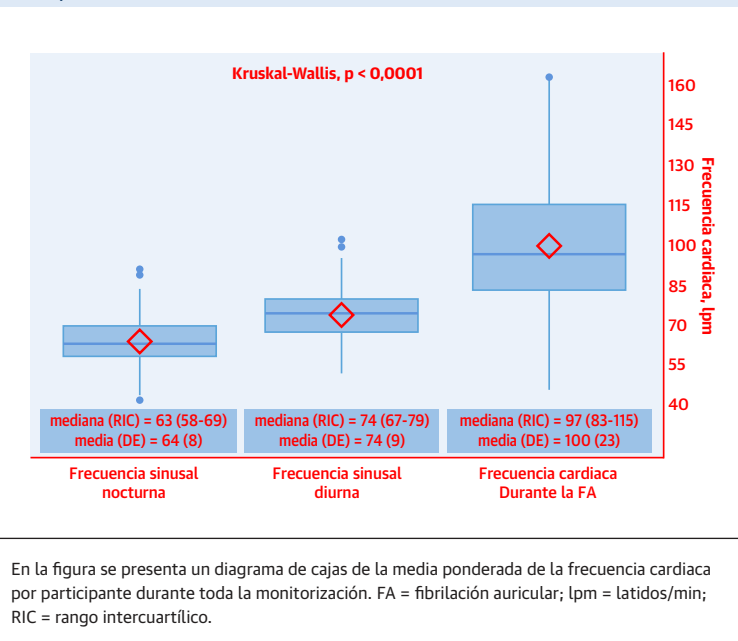 Kruskal-Wallis, p < 0,0001
160
145
130
115
100
85
70
55
40
Frecuencia cardiaca, lpm
mediana (RIC) = 63 (58-69)
media (DE) = 64 (8)
mediana (RIC) = 74 (67-79)
media (DE) = 74 (9)
mediana (RIC) = 97 (83-115)
media (DE) = 100 (23)
Frecuencia sinusal
nocturna
Frecuencia sinusal
diurna
Frecuencia cardiaca
Durante la FA
En la figura se presenta un diagrama de cajas de la media ponderada de la frecuencia cardiaca
por participante durante toda la monitorización. FA = fibrilación auricular; lpm = latidos/min;
RIC = rango intercuartílico.